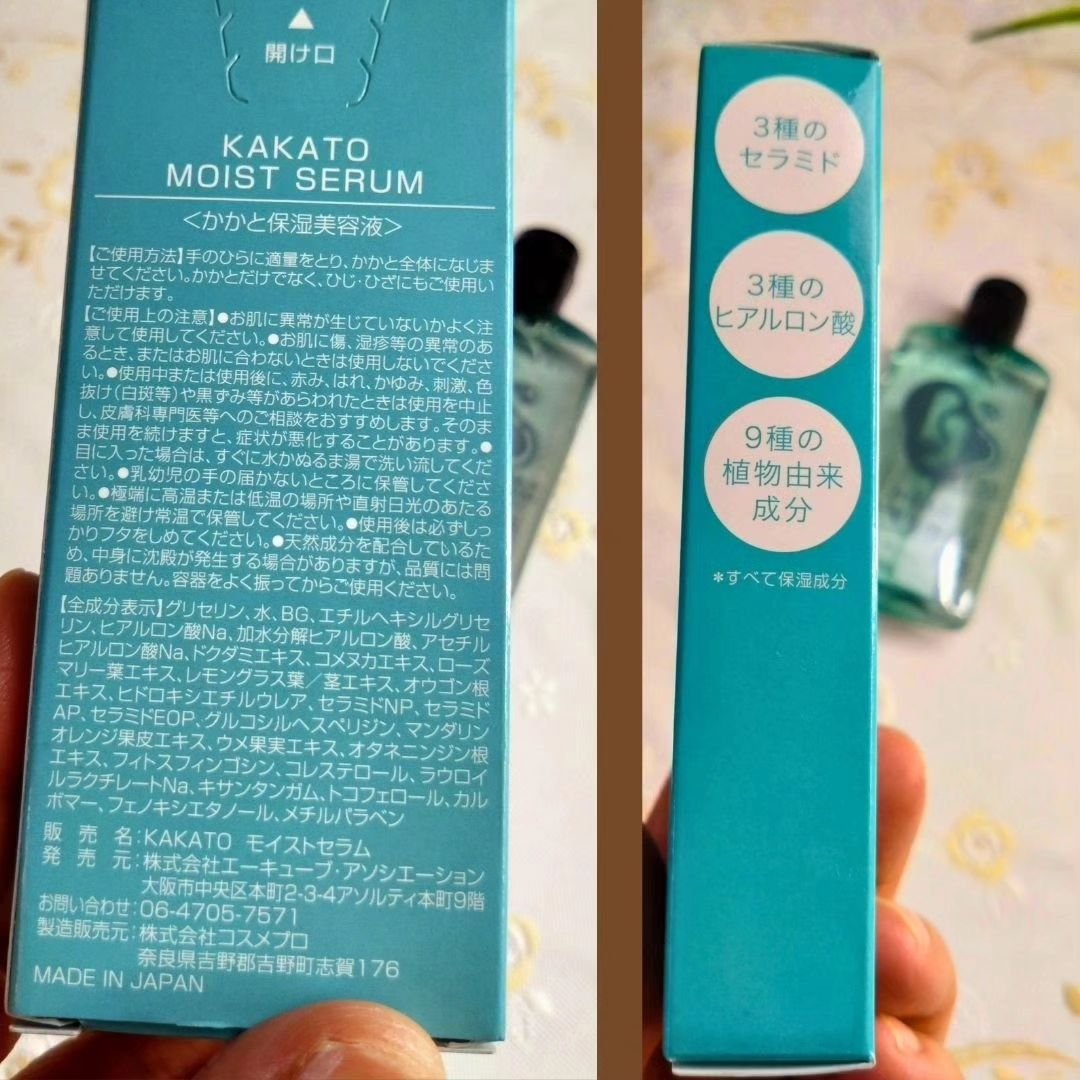 開け口
KAKATO
MOIST SERUM
<かかと保湿美容液>
【ご使用方法】手のひらに適量をとり、かかと全体になじま
せてください。かかとだけでなく、ひじ・ひざにもご使用い
ただけます。
【ご使用上の注意】●お肌に異常が生じていないかよく注
意して使用してください。●お肌に傷、湿疹等の異常のあ
るとき、またはお肌に合わないときは使用しないでくださ
い。●使用中または使用後に、赤み、はれ、かゆみ、刺激、色
抜け(白斑等)や黒ずみ等があらわれたときは使用を中止
し、皮膚科専門医等へのご相談をおすすめします。そのま
ま使用を続けますと、症状が悪化することがあります。●
目に入った場合は、すぐに水かぬるま湯で洗い流してくだ
さい。●乳幼児の手の届かないところに保管してくださ
い。●極端に高温または低温の場所や直射日光のあたる
場所を避け常温で保管してください。●使用後は必ずしっ
かりフタをしめてください。●天然成分を配合しているた
め、中身に沈殿が発生する場合がありますが、品質には問
題ありません。容器をよく振ってからご使用ください。
【全成分表示】グリセリン、水、BG、エチルヘキシルグリセ
リン、ヒアルロン酸Na、加水分解ヒアルロン酸、アセチル
ヒアルロン酸Na、ドクダミエキス、コメヌカエキス、ローズ
マリー葉エキス、レモングラス葉/茎エキス、オウゴン根
エキス、ヒドロキシエチルウレア、セラミドNP、セラミド
AP、セラミドEOP、グルコシルヘスペリジン、マンダリン
オレンジ果皮エキス、ウメ果実エキス、オタネニンジン根
エキス、フィトスフィンゴシン、コレステロール、ラウロイ
ルラクチレートNa、キサンタンガム、トコフェロール、カル
ボマー、フェノキシエタノール、メチルパラベン
販 売 名:KAKATO モイストセラム
発 売 元:株式会社エーキューブ・アソシエーション
大阪市中央区本町2-3-4アソルティ本町9階
お問い合わせ:06-4705-7571
製造販売元:株式会社コスメプロ
奈良県吉野郡吉野町志賀176
MADE IN JAPAN
3種の
セラミド
3種の
ヒアルロン酸
9種の
植物由来
成分
*すべて保湿成分